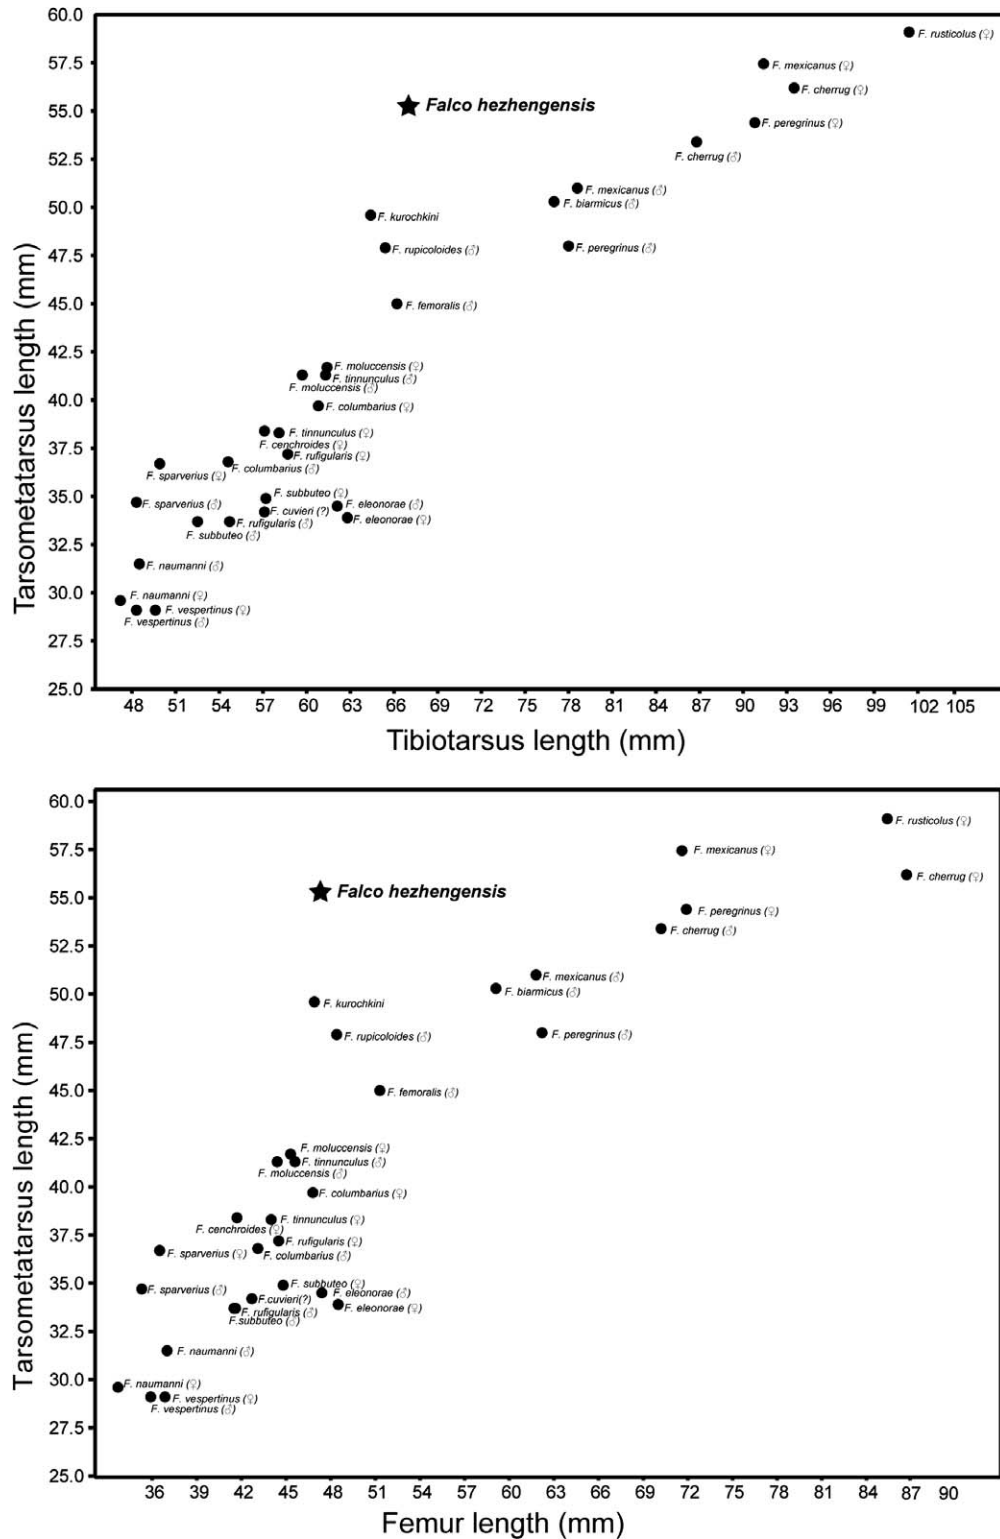 60.0
F. rusticolus (♀)
57.5
F. mexicanus (♀)
F. cherrug (♀)
55.0
Falco hezhengensis
F. peregrinus (♀)
52.5
F. cherrug (♂)
F. mexicanus (♂)
50.0
F. biarmicus (♂)
F. kurochkini
47.5
F. rupicoloides (♂)
F. peregrinus (♂)
45.0
F. femoralis (♂)
42.5
F. moluccensis (♀)
F. tinnunculus (♂)
F. moluccensis (♂)
40.0
F. columbarius (♀)
37.5
F. tinnunculus (♀)
F. cenchroides (♀)
F. rufigularis (♀)
F. columbarius (♂)
F. sparverius (♀)
35.0
F. subbuteo (♀)
F. sparverius (♂)
F. eleonorae (♂)
F. cuvieri (?)
F. eleonorae (♀)
F. rufigularis (♂)
F. subbuteo (♂)
32.5
F. naumanni (♂)
30.0
F. naumanni (♀)
F. vespertinus (♀)
F. vespertinus (♂)
27.5
25.0
Tarsometatarsus length (mm)
48 51 54 57 60 63 66 69 72 75 78 81 84 87 90 93 96 99 102 105
Tibiotarsus length (mm)
60.0
F. rusticolus (♀)
57.5
F. mexicanus (♀)
F. cherrug (♀)
55.0
Falco hezhengensis
F. peregrinus (♀)
52.5
F. cherrug (♂)
F. mexicanus (♂)
F. biarmicus (♂)
50.0
F. kurochkini
47.5
F. rupicoloides (♂)
F. peregrinus (♂)
45.0
F. femoralis (♂)
42.5
F. moluccensis (♀)
F. tinnunculus (♂)
F. moluccensis (♂)
40.0
F. columbarius (♀)
37.5
F. tinnunculus (♀)
F. cenchroides (♀)
F. rufigularis (♀)
F. sparverius (♀)
F. columbarius (♂)
35.0
F. subbuteo (♀)
F. sparverius (♂)
F. eleonorae (♂)
F.cuvieri(?)
F. eleonorae (♀)
F. rufigularis (♂)
F.subbuteo (♂)
32.5
F. naumanni (♂)
30.0
F. naumanni (♀)
F. vespertinus (♀)
F. vespertinus (♂)
27.5
25.0
Tarsometatarsus length (mm)
36 39 42 45 48 51 54 57 60 63 66 69 72 78 81 84 87 90
Femur length (mm)